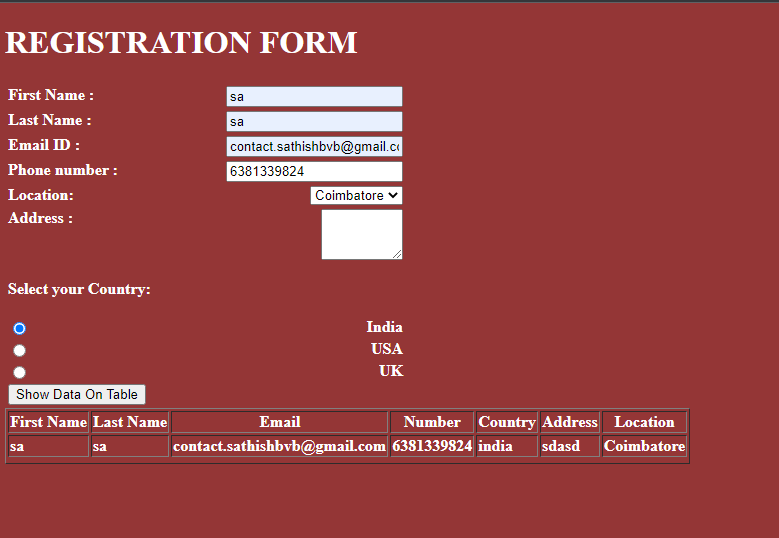 REGISTRATION FORM
First Name : sa
Last Name : sa
Email ID : contact.sathishbvb@gmail.co
Phone number : 6381339824
Location: Coimbatore
Address :
Select your Country:
India
USA
UK
Show Data On Table
First Name Last Name Email Number Country Address Location
sa sa contact.sathishbvb@gmail.com 6381339824 india sdasd Coimbatore